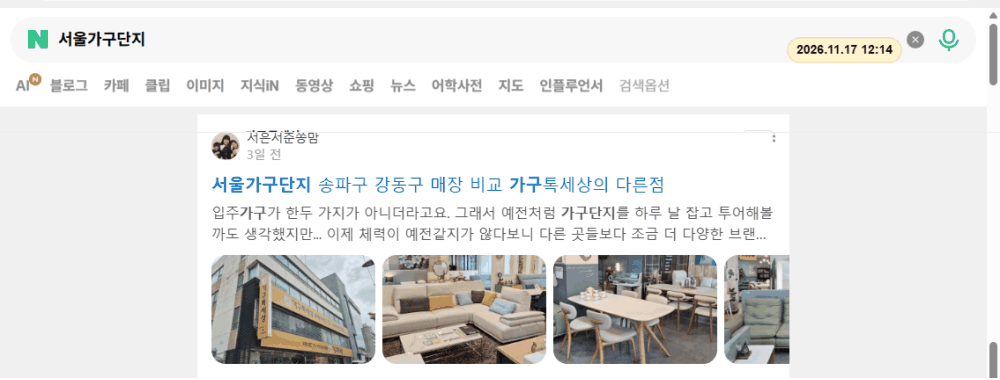 서울가구단지
2026.11.17 12:14
AI N 블로그 카페 클립 이미지 지식iN 동영상 쇼핑 뉴스 어학사전 지도 인플루언서 검색옵션
서은서준송맘
3일 전
서울가구단지 송파구 강동구 매장 비교 가구톡세상의 다른점
입주가구가 한두 가지가 아니더라고요. 그래서 예전처럼 가구단지를 하루 날 잡고 투어해볼
까도 생각했지만... 이제 체력이 예전같지가 않다보니 다른 곳들보다 조금 더 다양한 브랜...